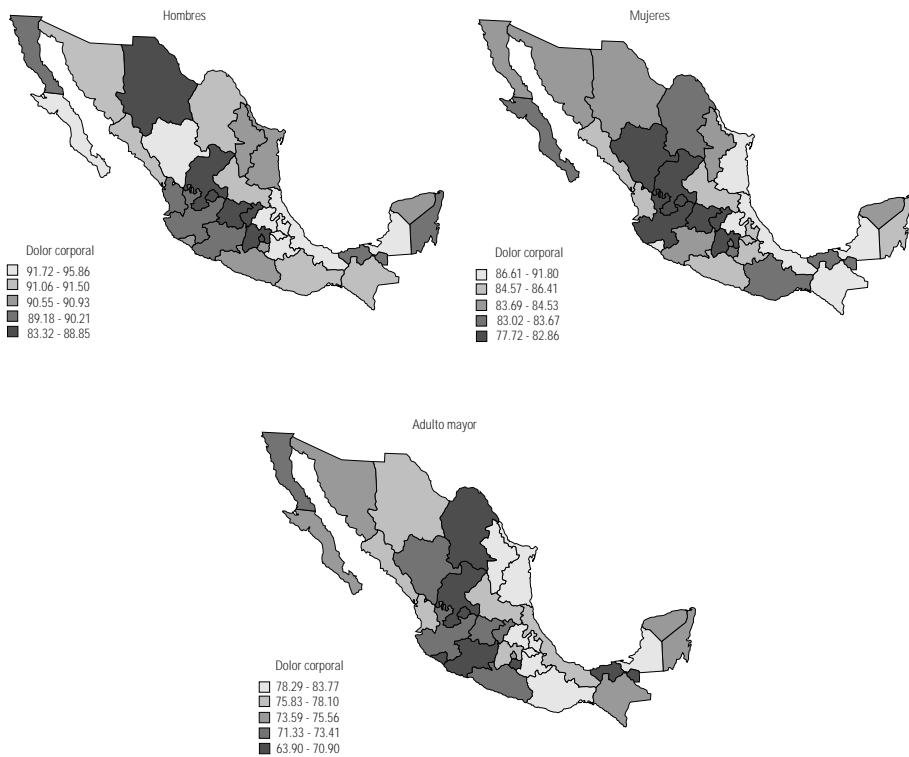 Hombres
Dolor corporal
91.72 - 95.86
91.06 - 91.50
90.55 - 90.93
89.18 - 90.21
83.32 - 88.85
Mujeres
Dolor corporal
86.61 - 91.80
84.57 - 86.41
83.69 - 84.53
83.02 - 83.67
77.72 - 82.86
Adulto mayor
Dolor corporal
78.29 - 83.77
75.83 - 78.10
73.59 - 75.56
71.33 - 73.41
63.90 - 70.90